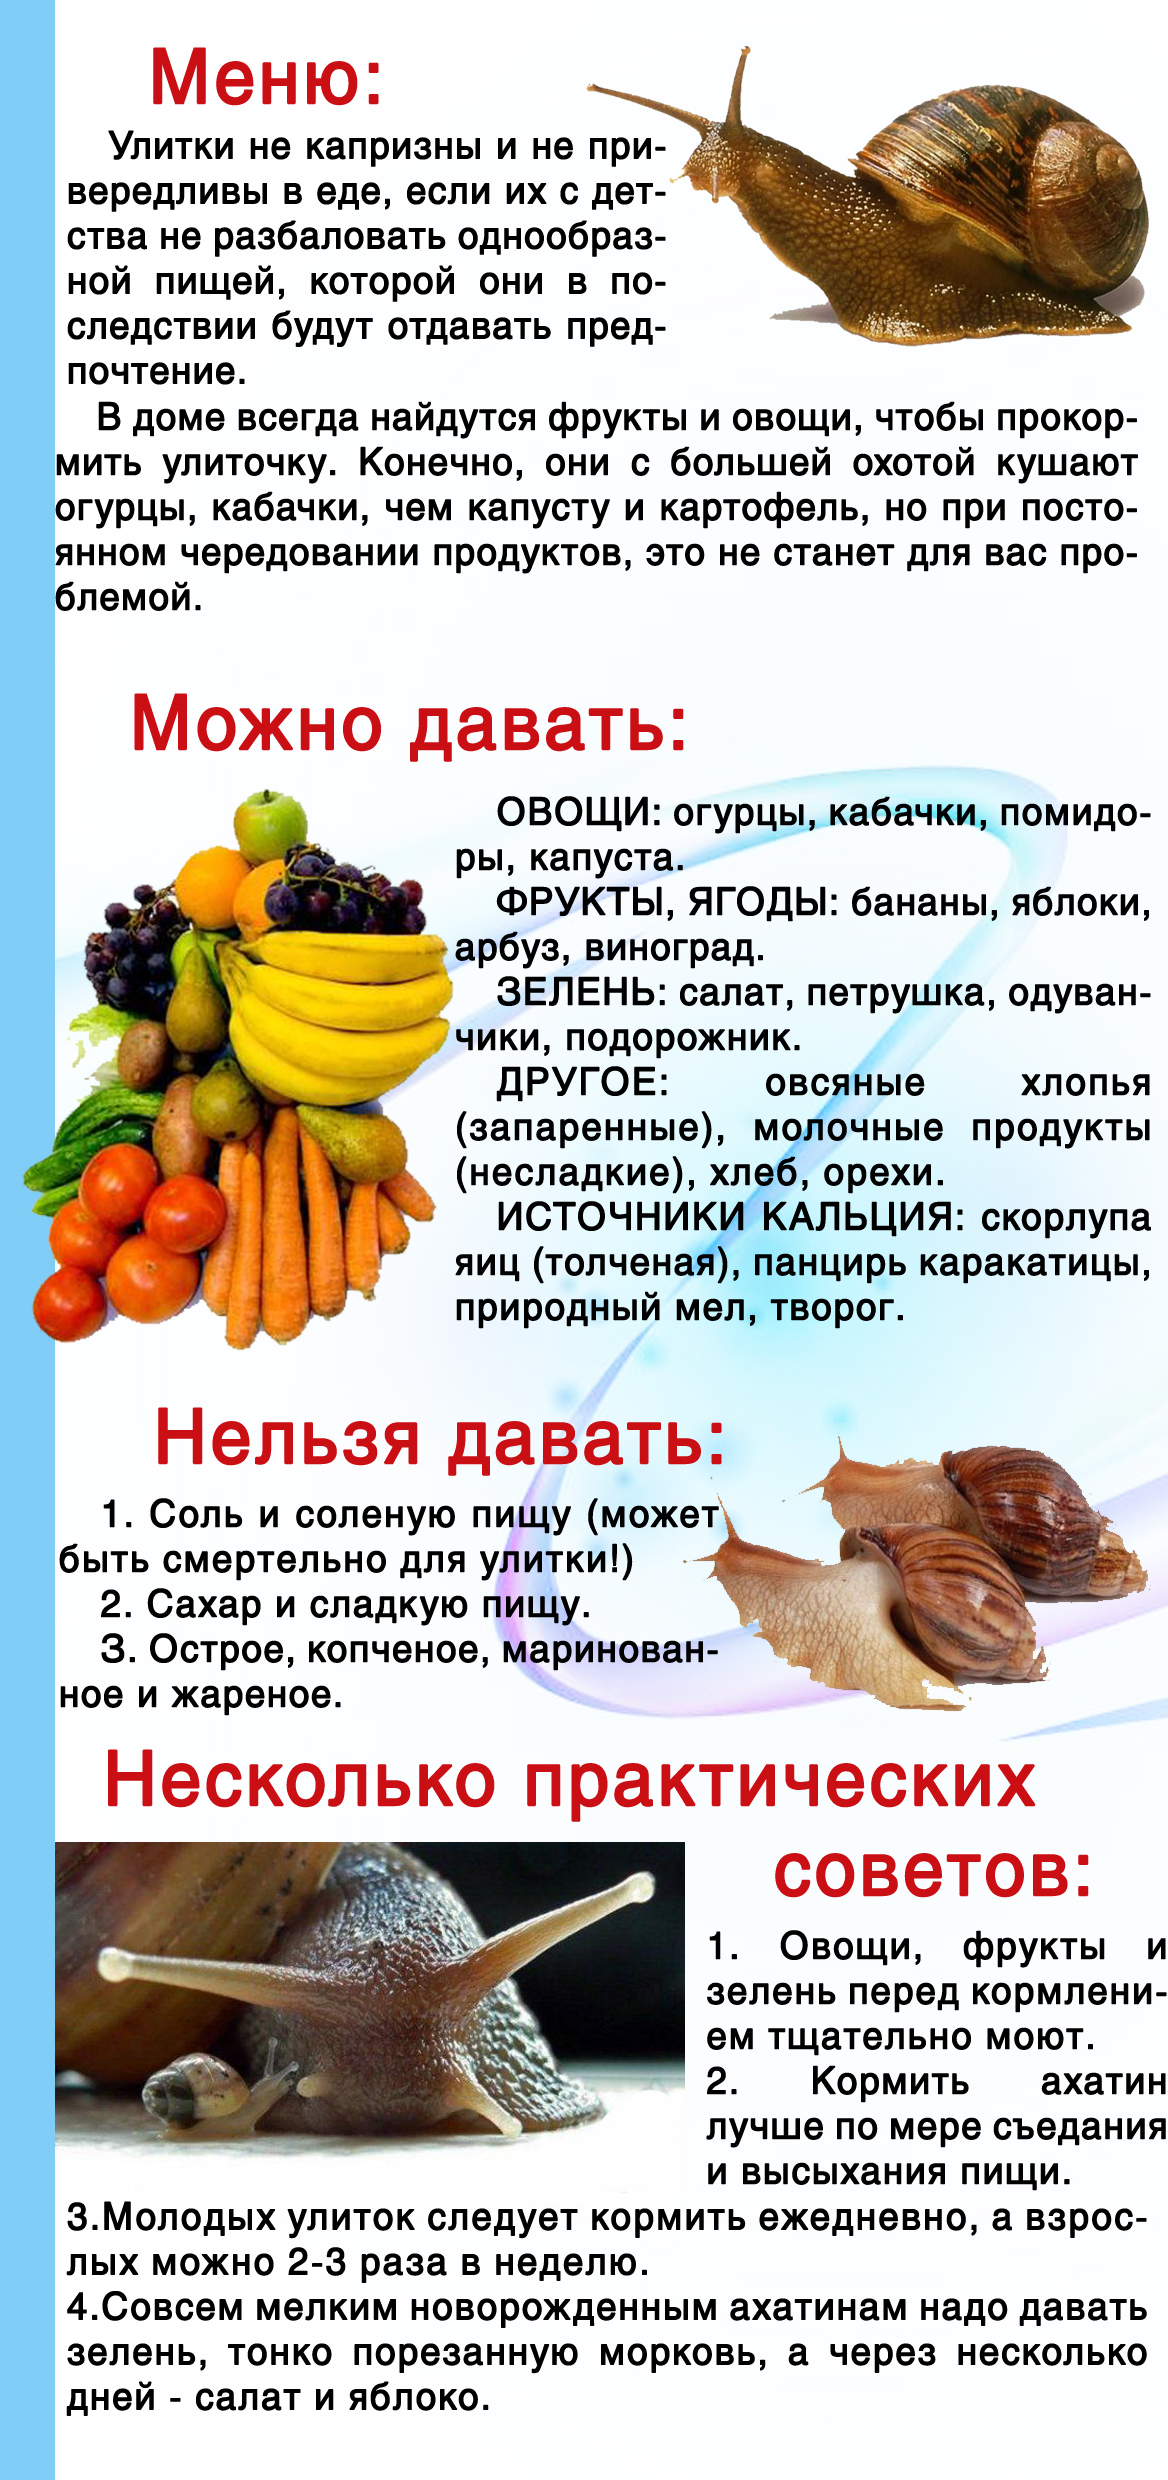 Меню:
Улитки не капризны и не при-
вередливы в еде, если их с дет-
ства не разбаловать однообраз-
ной пищей, которой они в по-
следствии будут отдавать пред-
почтение.
В доме всегда найдутся фрукты и овощи, чтобы прокор-
мить улиточку. Конечно, они с большей охотой кушают
огурцы, кабачки, чем капусту и картофель, но при посто-
янном чередовании продуктов, это не станет для вас про-
блемой.
Можно давать:
ОВОЩИ: огурцы, кабачки, помидо-
ры, капуста.
ФРУКТЫ, ЯГОДЫ: бананы, яблоки,
арбуз, виноград.
ЗЕЛЕНЬ: салат, петрушка, одуван-
чики, подорожник.
ДРУГОЕ: овсяные хлопья
(запаренные), молочные продукты
(несладкие), хлеб, орехи.
ИСТОЧНИКИ КАЛЬЦИЯ: скорлупа
яиц (толченая), панцирь каракатицы,
природный мел, творог.
Нельзя давать:
1. Соль и соленую пищу (может
быть смертельно для улитки!)
2. Сахар и сладкую пищу.
3. Острое, копченое, маринован-
ное и жареное.
Несколько практических
советов:
1. Овощи, фрукты и
зелень перед кормлени-
ем тщательно моют.
2. Кормить ахатин
лучше по мере съедания
и высыхания пищи.
3.Молодых улиток следует кормить ежедневно, а взрос-
лых можно 2-3 раза в неделю.
4.Совсем мелким новорожденным ахатинам надо давать
зелень, тонко порезанную морковь, а через несколько
дней - салат и яблоко.